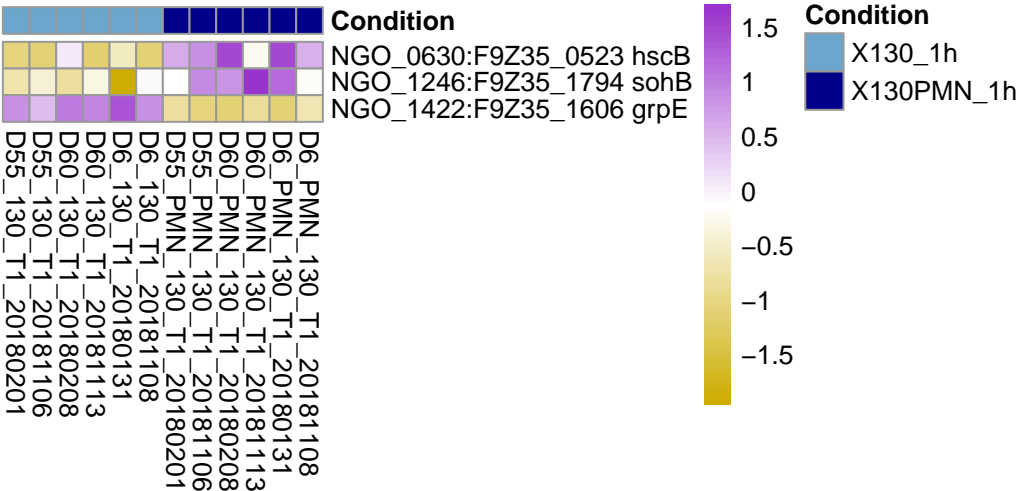 Condition
NGO_0630:F9Z35_0523 hscB
NGO_1246:F9Z35_1794 sohB
NGO_1422:F9Z35_1606 grpE
D55_130_T1_20180201
D55_130_T1_20181106
D60_130_T1_20180208
D60_130_T1_20181113
D6_130_T1_20180131
D6_130_T1_20181108
D55_PMN_130_T1_20180201
D55_PMN_130_T1_20181106
D60_PMN_130_T1_20180208
D60_PMN_130_T1_20181113
D6_PMN_130_T1_20180131
D6_PMN_130_T1_20181108
1.5
1
0.5
0
−0.5
−1
−1.5
Condition
X130_1h
X130PMN_1h